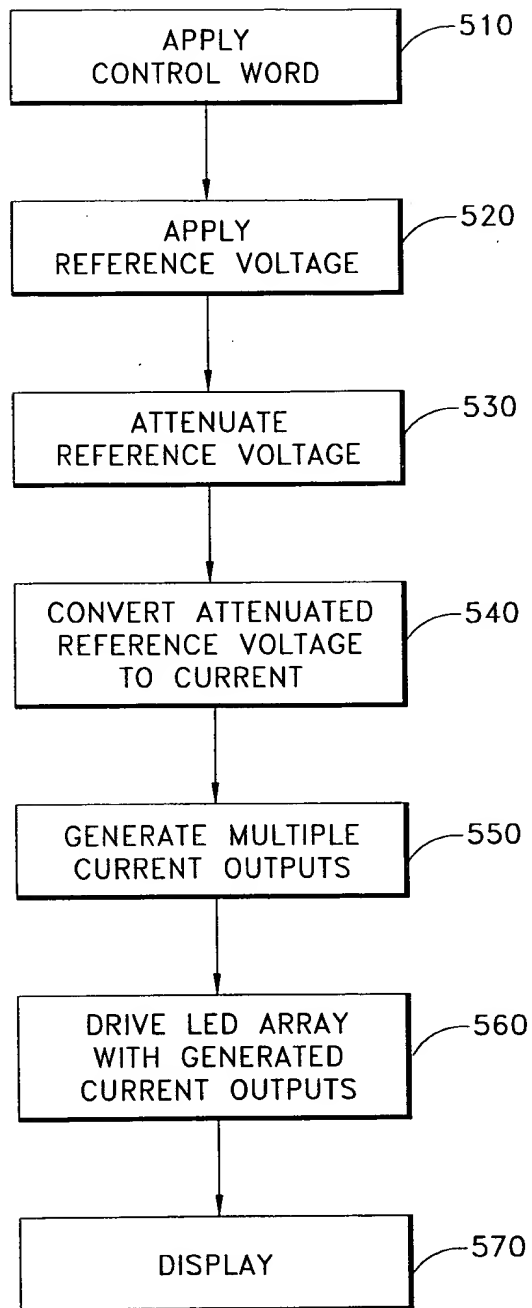 APPLY
CONTROL WORD
510
APPLY
REFERENCE VOLTAGE
520
ATTENUATE
REFERENCE VOLTAGE
530
CONVERT ATTENUATED
REFERENCE VOLTAGE
TO CURRENT
540
GENERATE MULTIPLE
CURRENT OUTPUTS
550
DRIVE LED ARRAY
WITH GENERATED
CURRENT OUTPUTS
560
DISPLAY
570